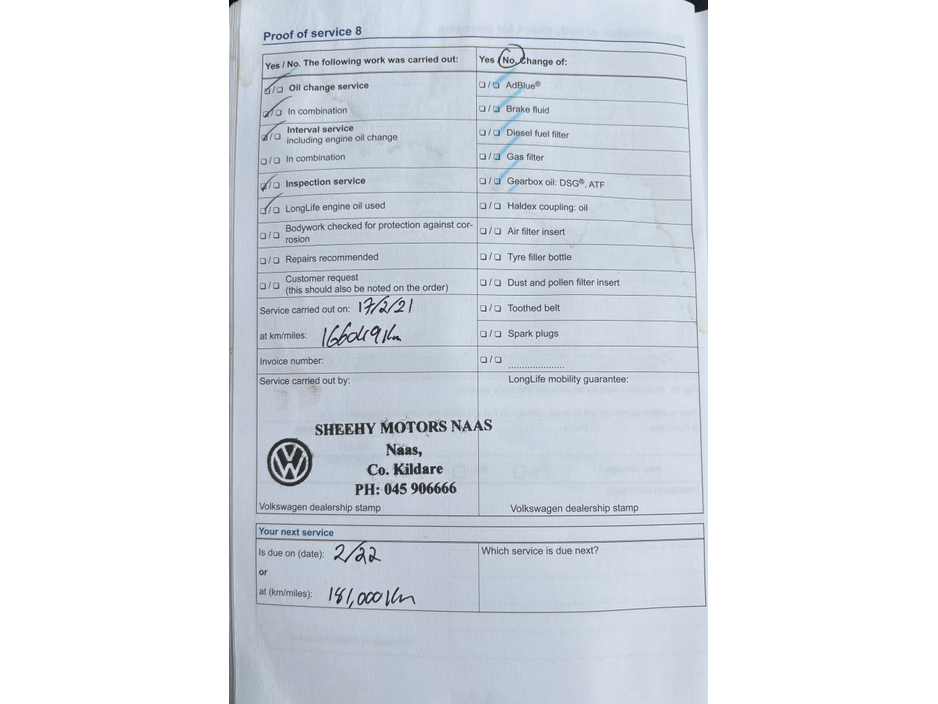 Proof of service 8
Yes / No. The following work was carried out:
Oil change service
In combination
Interval service
including engine oil change
In combination
Inspection service
LongLife engine oil used
Bodywork checked for protection against cor-
rosion
Repairs recommended
Customer request
(this should also be noted on the order)
Service carried out on: 17/2/21
at km/miles: 166049 Km
Invoice number:
Service carried out by:
SHEEHY MOTORS NAAS
Naas,
Co. Kildare
PH: 045 906666
Volkswagen dealership stamp
Yes / No. Change of:
AdBlue®
Brake fluid
Diesel fuel filter
Gas filter
Gearbox oil: DSG®, ATF
Haldex coupling: oil
Air filter insert
Tyre filler bottle
Dust and pollen filter insert
Toothed belt
Spark plugs
LongLife mobility guarantee:
Volkswagen dealership stamp
Your next service
Is due on (date): 2/22
or
at (km/miles): 181,000 Km
Which service is due next?